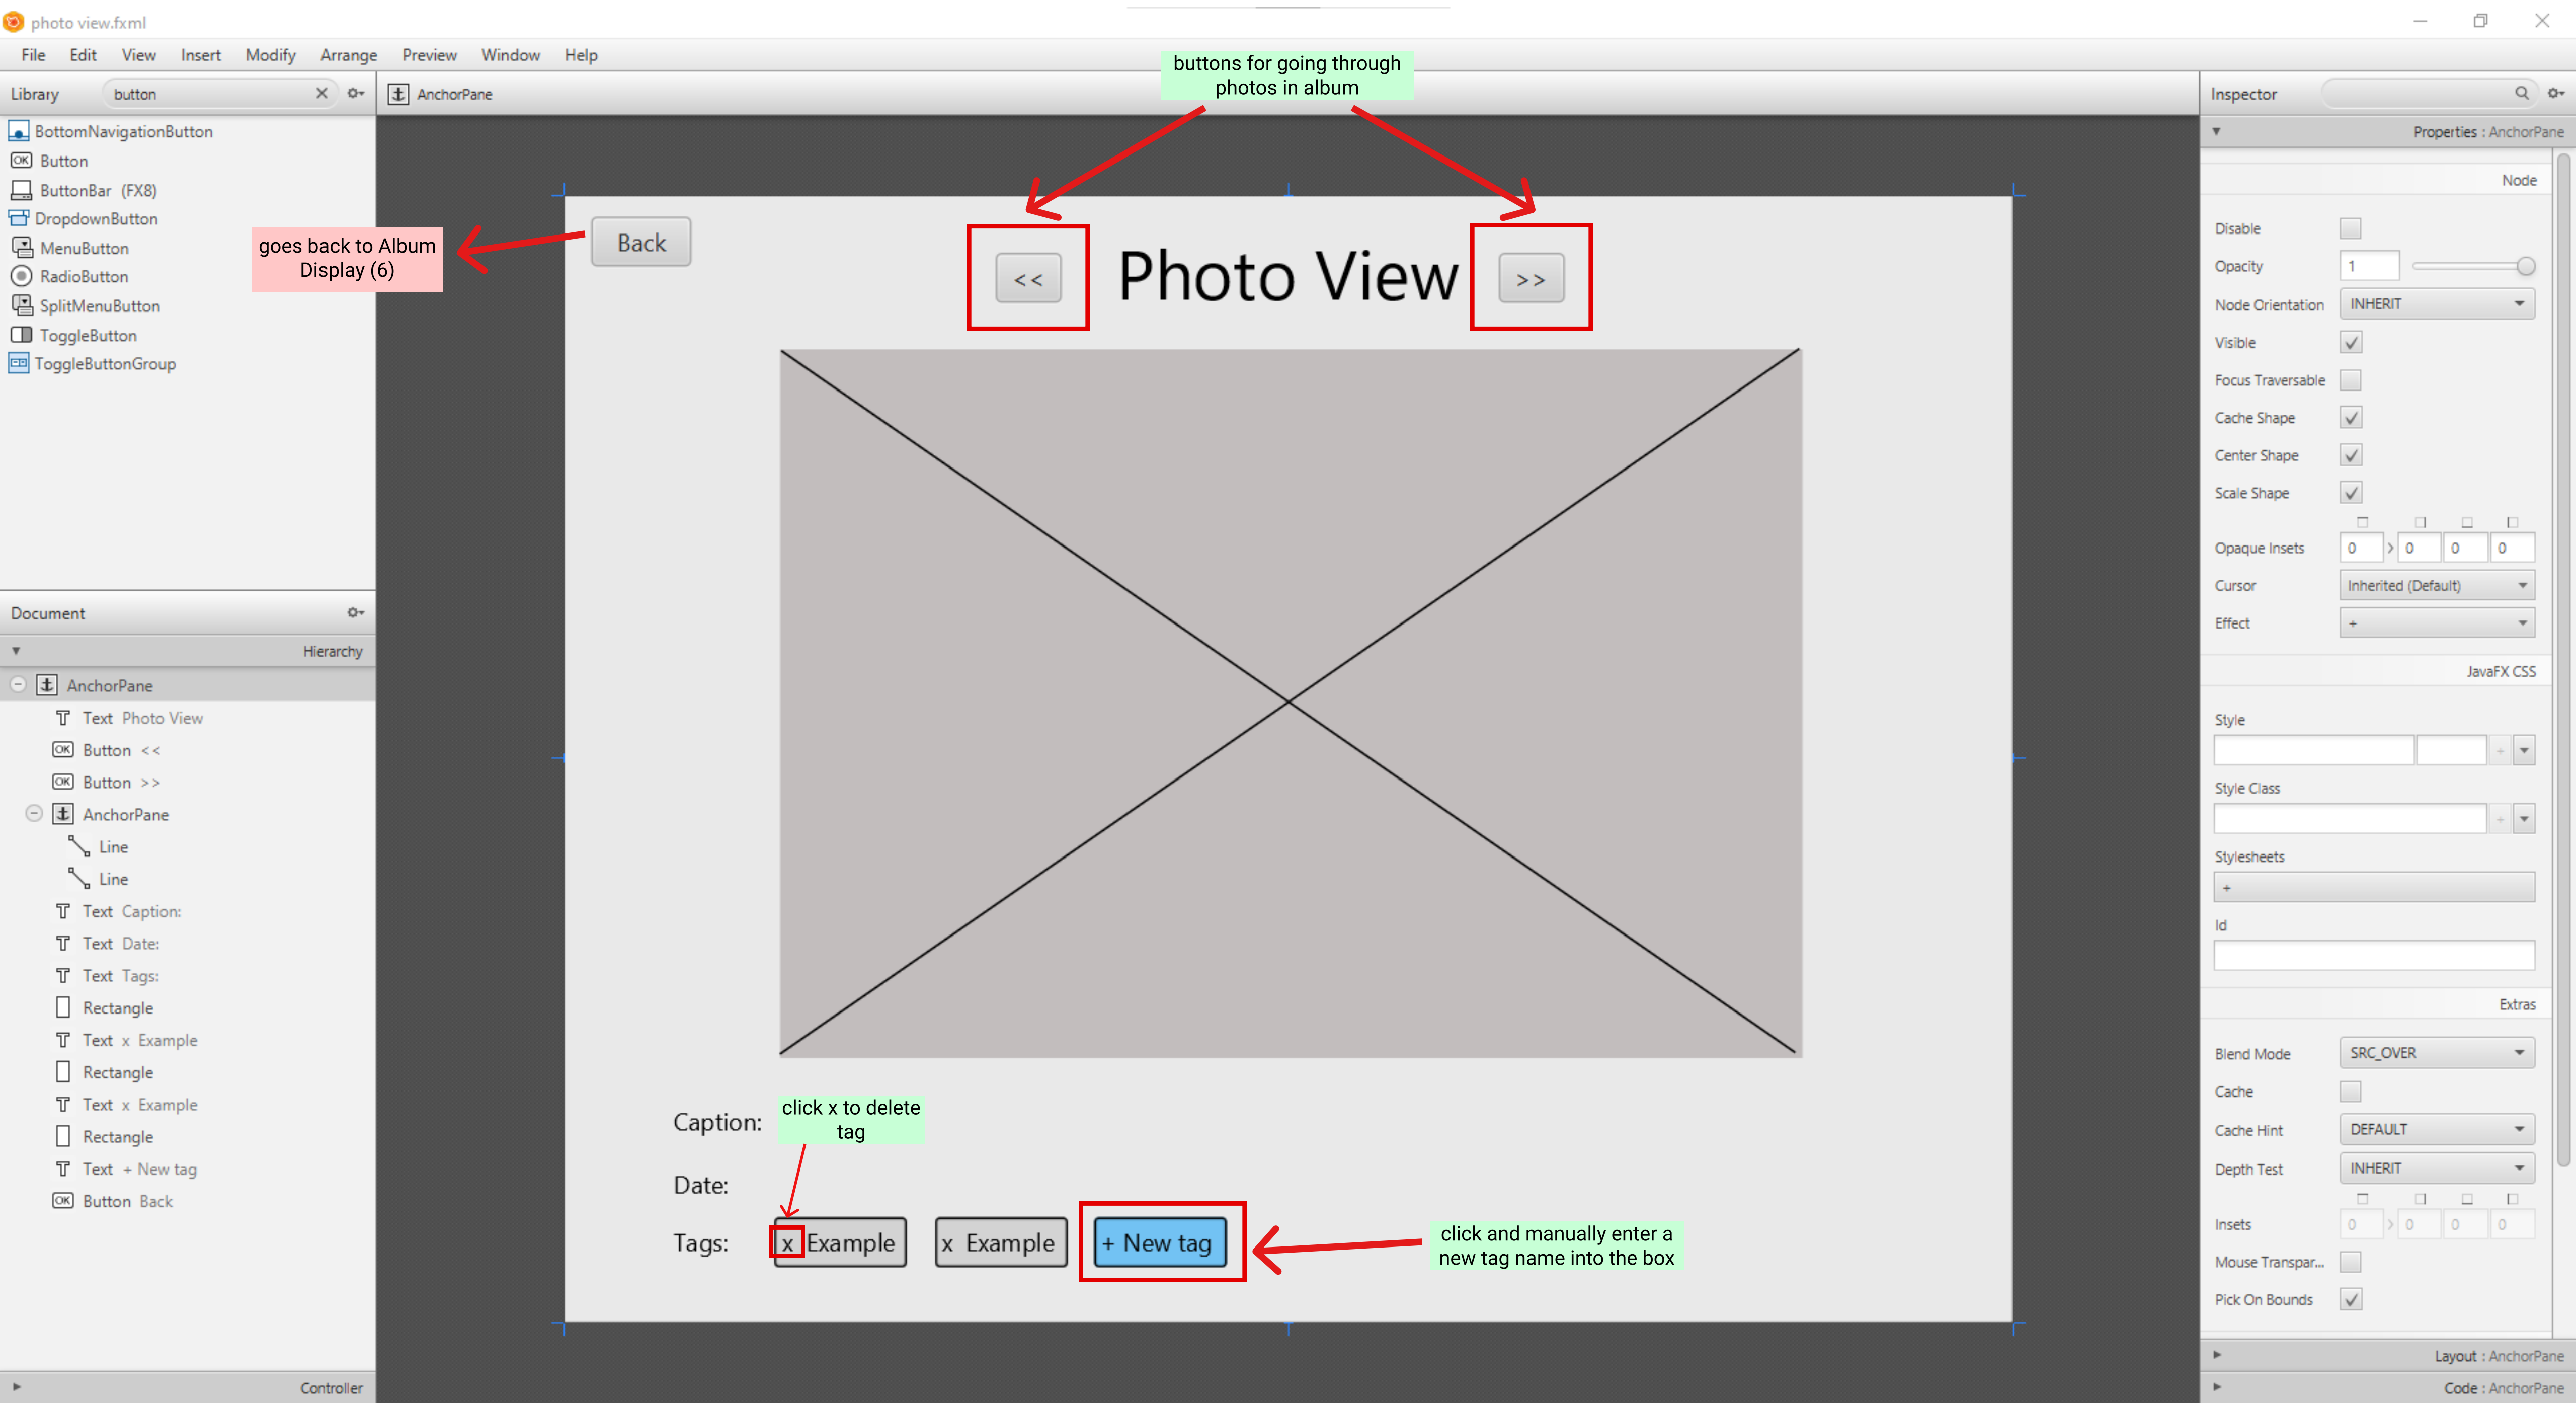 photo view.fxml
File Edit View Insert Modify Arrange Preview Window Help
Library button
AnchorPane
BottomNavigationButton
Button
ButtonBar (FX8)
DropdownButton
MenuButton
RadioButton
SplitMenuButton
ToggleButton
ToggleButtonGroup
Document
Hierarchy
AnchorPane
Text Photo View
Button <<
Button >>
AnchorPane
Line
Line
Text Caption:
Text Date:
Text Tags:
Rectangle
Text x Example
Rectangle
Text x Example
Rectangle
Text + New tag
Button Back
Controller
buttons for going through
photos in album
goes back to Album
Display (6)
Back
<< Photo View >>
Caption:
click x to delete
tag
Date:
Tags: x Example x Example + New tag
click and manually enter a
new tag name into the box
Inspector
Properties : AnchorPane
Node
Disable
Opacity 1
Node Orientation INHERIT
Visible
Focus Traversable
Cache Shape
Center Shape
Scale Shape
Opaque Insets 0 0 0 0
Cursor Inherited (Default)
Effect +
JavaFX CSS
Style
+
Style Class
+
Stylesheets
+
Id
Extras
Blend Mode SRC_OVER
Cache
Cache Hint DEFAULT
Depth Test INHERIT
Insets 0 0 0 0
Mouse Transpar...
Pick On Bounds
Layout : AnchorPane
Code : AnchorPane